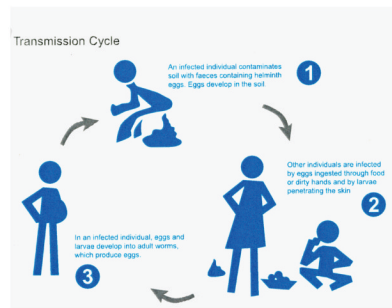 Transmission Cycle
An infected individual contaminates
soil with faeces containing helminth
eggs. Eggs develop in the soil
1
Other individuals are infected
by eggs ingested through food
or dirty hands and by larvae
penetrating the skin
2
In an infected individual, eggs and
larvae develop into adult worms,
which produce eggs.
3